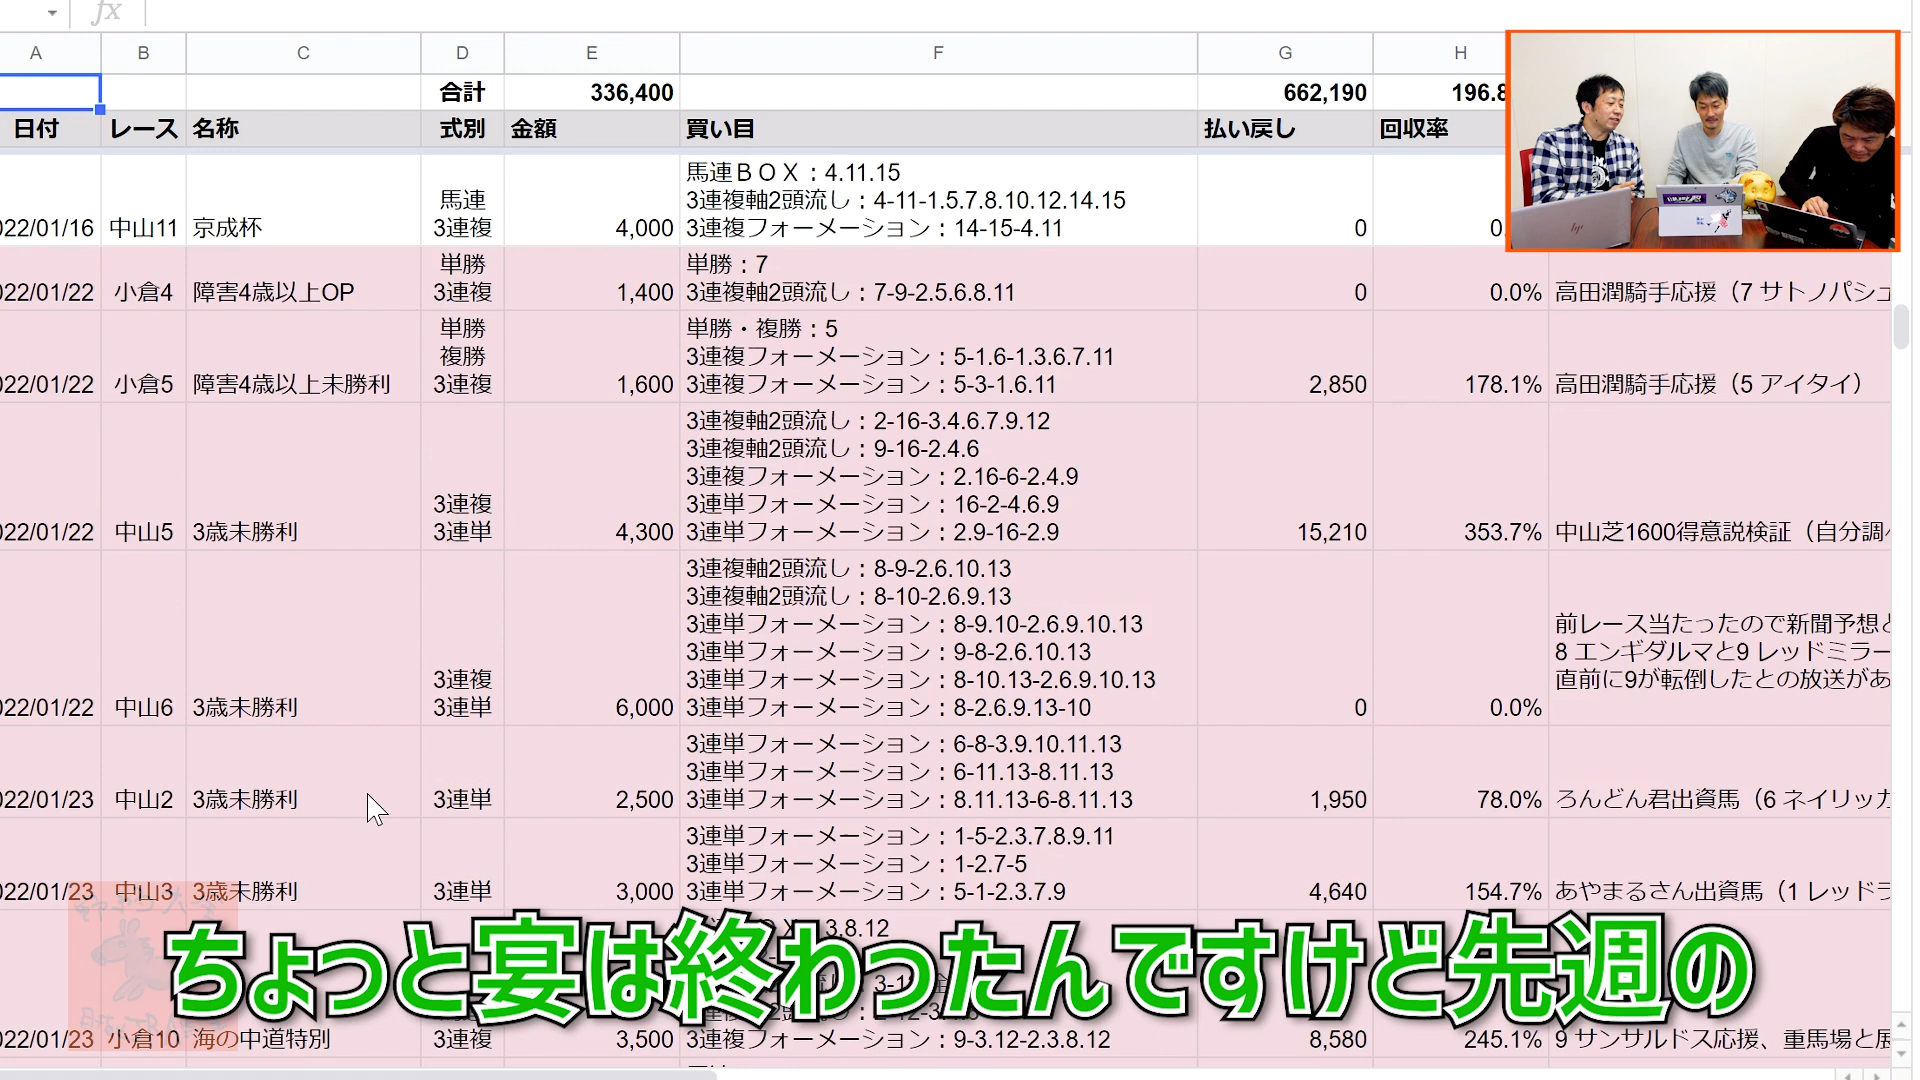 fx
A B C D E F G H
合計 336,400 662,190 196.8
日付 レース 名称 式別 金額 買い目 払い戻し 回収率
馬連ＢＯＸ：4.11.15
馬連 3連複軸2頭流し：4-11-1.5.7.8.10.12.14.15
022/01/16 中山11 京成杯 3連複 4,000 3連複フォーメーション：14-15-4.11 0 0.
単勝 単勝：7
022/01/22 小倉4 障害4歳以上OP 3連複 1,400 3連複軸2頭流し：7-9-2.5.6.8.11 0 0.0% 高田潤騎手応援（7 サトノパシュ
単勝 単勝・複勝：5
複勝 3連複フォーメーション：5-1.6-1.3.6.7.11
022/01/22 小倉5 障害4歳以上未勝利 3連複 1,600 3連複フォーメーション：5-3-1.6.11 2,850 178.1% 高田潤騎手応援（5 アイタイ）
3連複軸2頭流し：2-16-3.4.6.7.9.12
3連複軸2頭流し：9-16-2.4.6
3連複フォーメーション：2.16-6-2.4.9
3連複 3連単フォーメーション：16-2-4.6.9
022/01/22 中山5 3歳未勝利 3連単 4,300 3連単フォーメーション：2.9-16-2.9 15,210 353.7% 中山芝1600得意説検証（自分調べ
3連複軸2頭流し：8-9-2.6.10.13
3連複軸2頭流し：8-10-2.6.9.13
3連単フォーメーション：8-9.10-2.6.9.10.13 前レース当たったので新聞予想と
3連単フォーメーション：9-8-2.6.10.13 8 エンギダルマと9 レッドミラー
3連複 3連単フォーメーション：8-10.13-2.6.9.10.13 直前に9が転倒したとの放送があ
022/01/22 中山6 3歳未勝利 3連単 6,000 3連単フォーメーション：8-2.6.9.13-10 0 0.0%
3連単フォーメーション：6-8-3.9.10.11.13
3連単フォーメーション：6-11.13-8.11.13
022/01/23 中山2 3歳未勝利 3連単 2,500 3連単フォーメーション：8.11.13-6-8.11.13 1,950 78.0% ろんどん君出資馬（6 ネイリッカ
3連単フォーメーション：1-5-2.3.7.8.9.11
3連単フォーメーション：1-2.7-5
022/01/23 中山3 3歳未勝利 3連単 3,000 3連単フォーメーション：5-1-2.3.7.9 4,640 154.7% あやまるさん出資馬（1 レッドラ
3.8.12
ちょっと宴は終わったんですけど先週の
022/01/23 小倉10 海の中道特別 3連複 3,500 3連複フォーメーション：9-3.12-2.3.8.12 8,580 245.1% 9 サンサルドス応援、重馬場と展